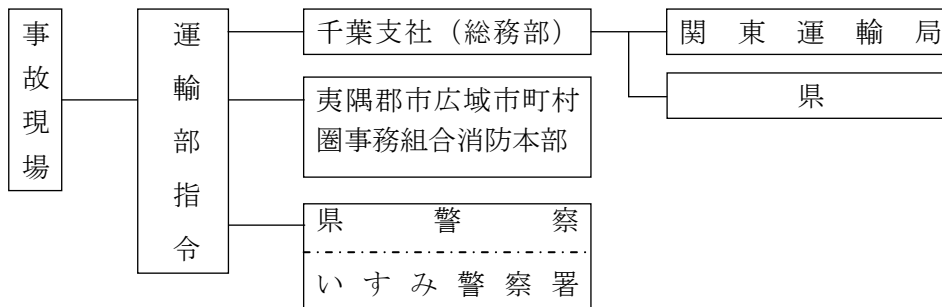 事故現場
運輸部指令
千葉支社（総務部）
関東運輸局
県
夷隅郡市広域市町村
圏事務組合消防本部
県警察
いすみ警察署